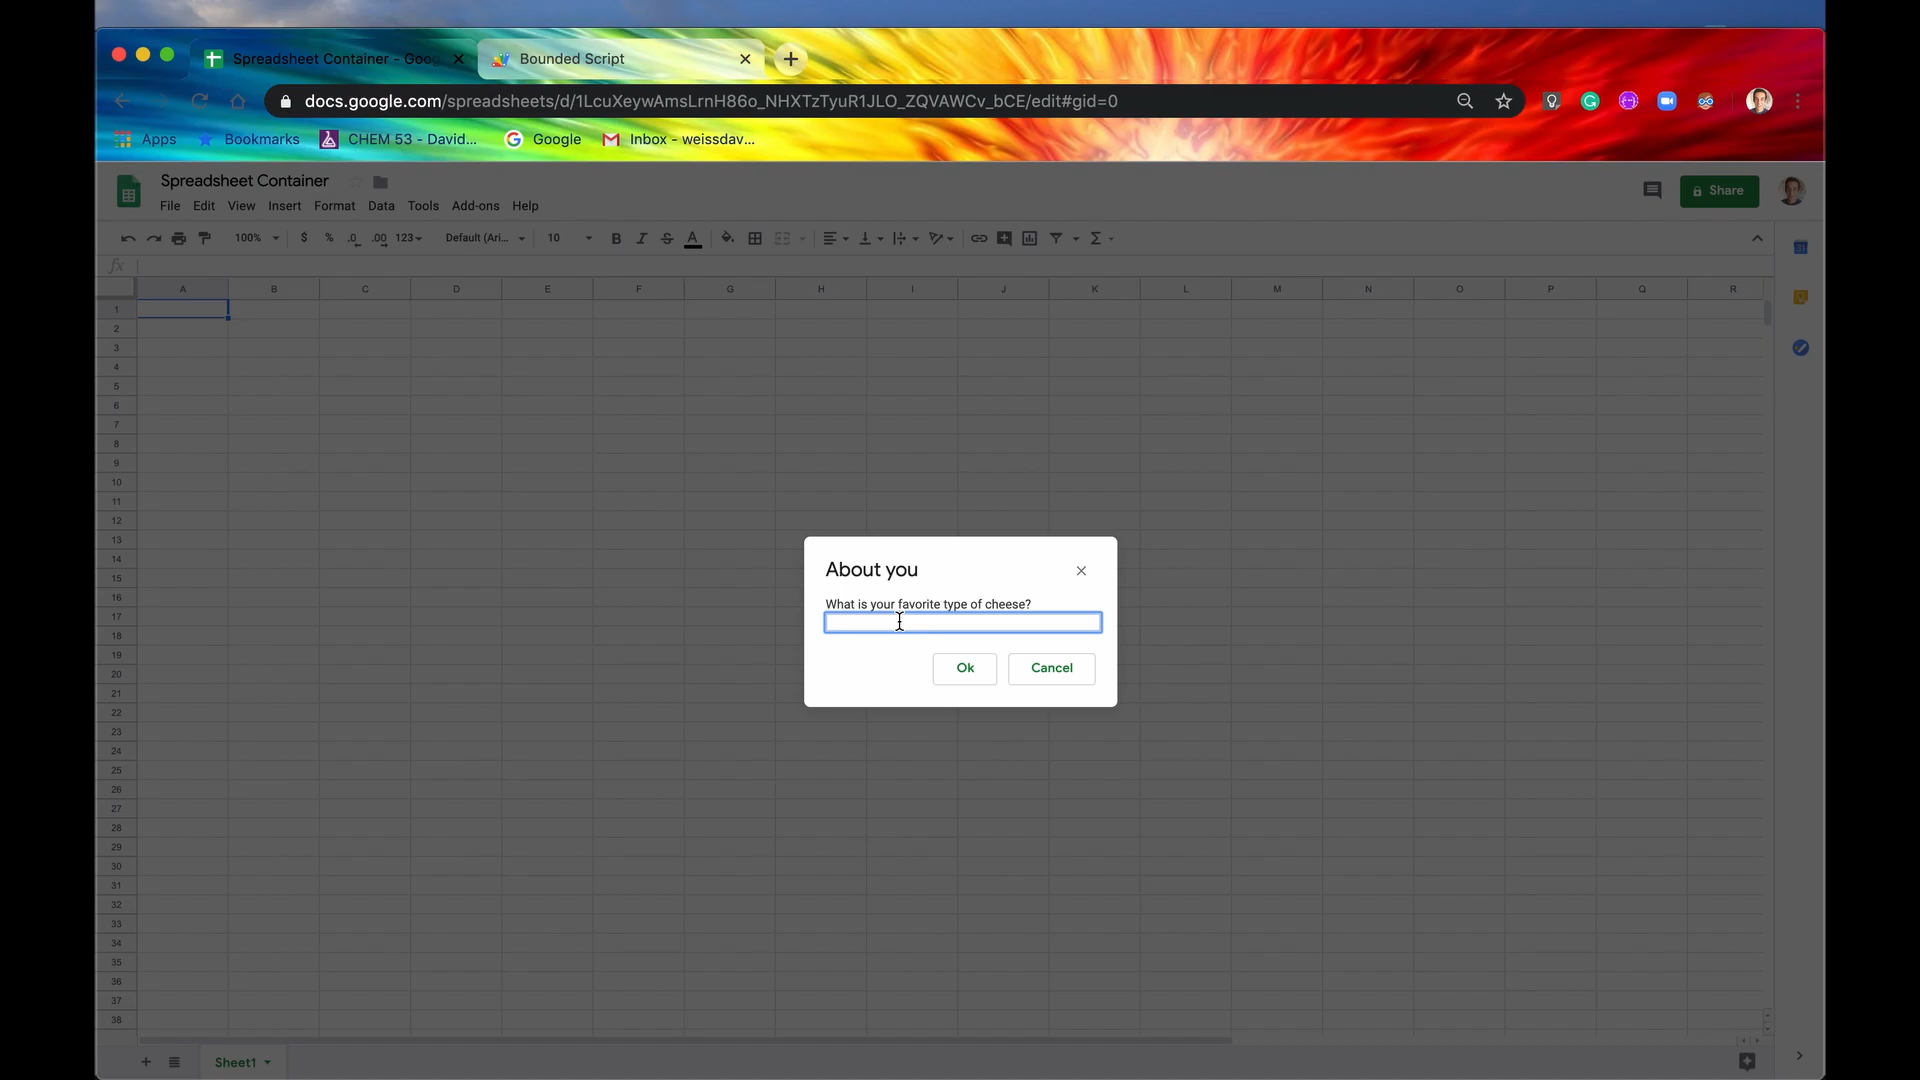 Spreadsheet Container - Goo
Bounded Script
docs.google.com/spreadsheets/d/1LcuXeywAmsLrnH86o_NHXTzTyuR1JLO_ZQVAWCv_bCE/edit#gid=0
Apps Bookmarks CHEM 53 - David... Google Inbox - weissdav...
Spreadsheet Container
Share
File Edit View Insert Format Data Tools Add-ons Help
100% $ % .0 .00 123 Default (Ari... 10 B I S A Σ
fx
A B C D E F G H I J K L M N O P Q R
1
2
3
4
5
6
7
8
9
10
11
12
13
14
15
16
17
18
19
20
21
22
23
24
25
26
27
28
29
30
31
32
33
34
35
36
37
38
About you
What is your favorite type of cheese?
Ok Cancel
Sheet1